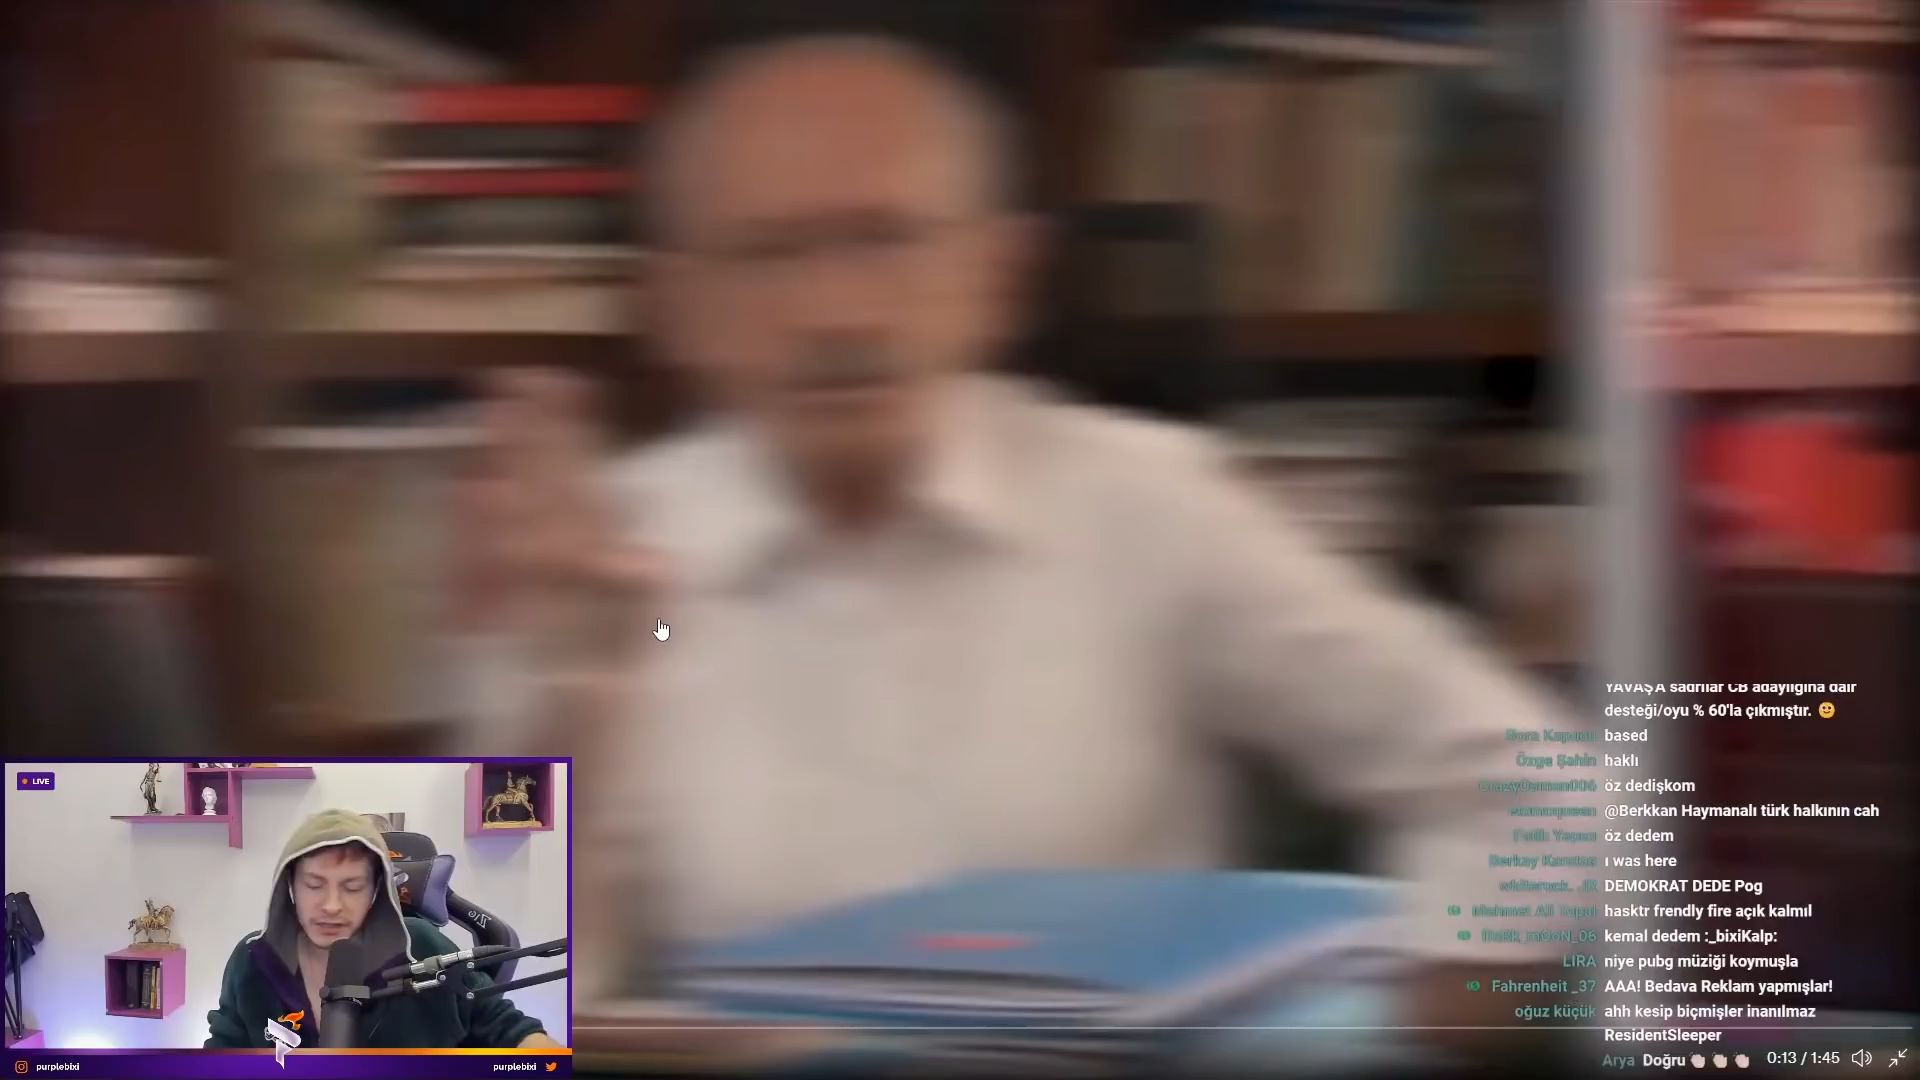 YAVAŞ'A sadrılar CB adaylığına dair
desteği/oyu % 60'la çıkmıştır.
based
Özge Şahin haklı
öz dedişkom
@Berkkan Haymanalı türk halkının cah
öz dedem
ı was here
DEMOKRAT DEDE Pog
hasktr frendly fire açık kalmıl
kemal dedem :_bixiKalp:
LIRA niye pubg müziği koymuşla
Fahrenheit _37 AAA! Bedava Reklam yapmışlar!
oğuz küçük ahh kesip biçmişler inanılmaz
ResidentSleeper
Arya Doğru
0:13 / 1:45
LIVE
purplebixi
purplebixi